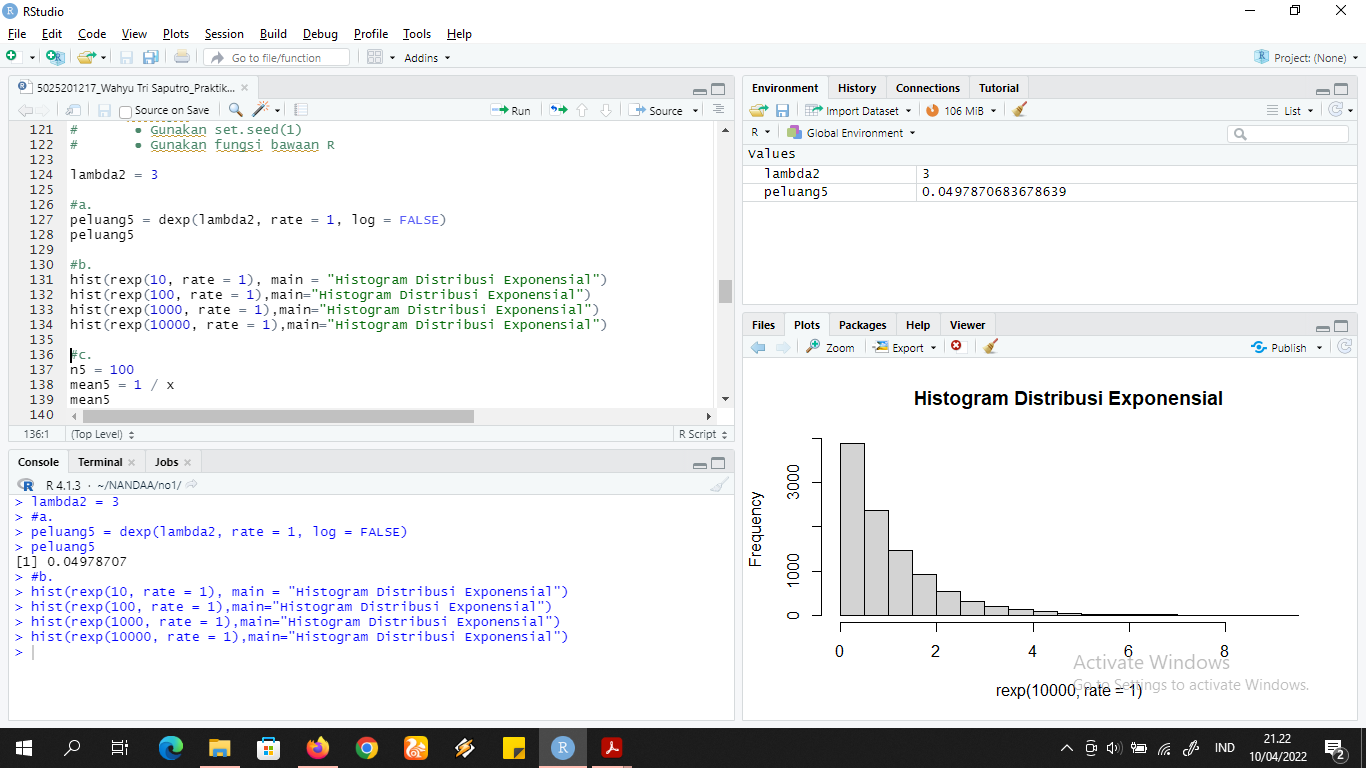 RStudio
File Edit Code View Plots Session Build Debug Profile Tools Help
Go to file/function Addins Project: (None)
5025201217_Wahyu Tri Saputro_Praktik...
Source on Save Run Source
121 # • Gunakan set.seed(1)
122 # • Gunakan fungsi bawaan R
123
124 lambda2 = 3
125
126 #a.
127 peluang5 = dexp(lambda2, rate = 1, log = FALSE)
128 peluang5
129
130 #b.
131 hist(rexp(10, rate = 1), main = "Histogram Distribusi Exponensial")
132 hist(rexp(100, rate = 1),main="Histogram Distribusi Exponensial")
133 hist(rexp(1000, rate = 1),main="Histogram Distribusi Exponensial")
134 hist(rexp(10000, rate = 1),main="Histogram Distribusi Exponensial")
135
136 #c.
137 n5 = 100
138 mean5 = 1 / x
139 mean5
140
136:1 (Top Level) R Script
Console Terminal Jobs
R 4.1.3 · ~/NANDAA/no1/
> lambda2 = 3
> #a.
> peluang5 = dexp(lambda2, rate = 1, log = FALSE)
> peluang5
[1] 0.04978707
> #b.
> hist(rexp(10, rate = 1), main = "Histogram Distribusi Exponensial")
> hist(rexp(100, rate = 1),main="Histogram Distribusi Exponensial")
> hist(rexp(1000, rate = 1),main="Histogram Distribusi Exponensial")
> hist(rexp(10000, rate = 1),main="Histogram Distribusi Exponensial")
>
Environment History Connections Tutorial
Import Dataset 106 MiB List
R Global Environment
Values
lambda2 3
peluang5 0.0497870683678639
Files Plots Packages Help Viewer
Zoom Export Publish
Histogram Distribusi Exponensial
Frequency
3000
1000
0
0 2 4 6 8
rexp(10000, rate = 1)
Activate Windows
Go to Settings to activate Windows.
IND
21.22
10/04/2022
2